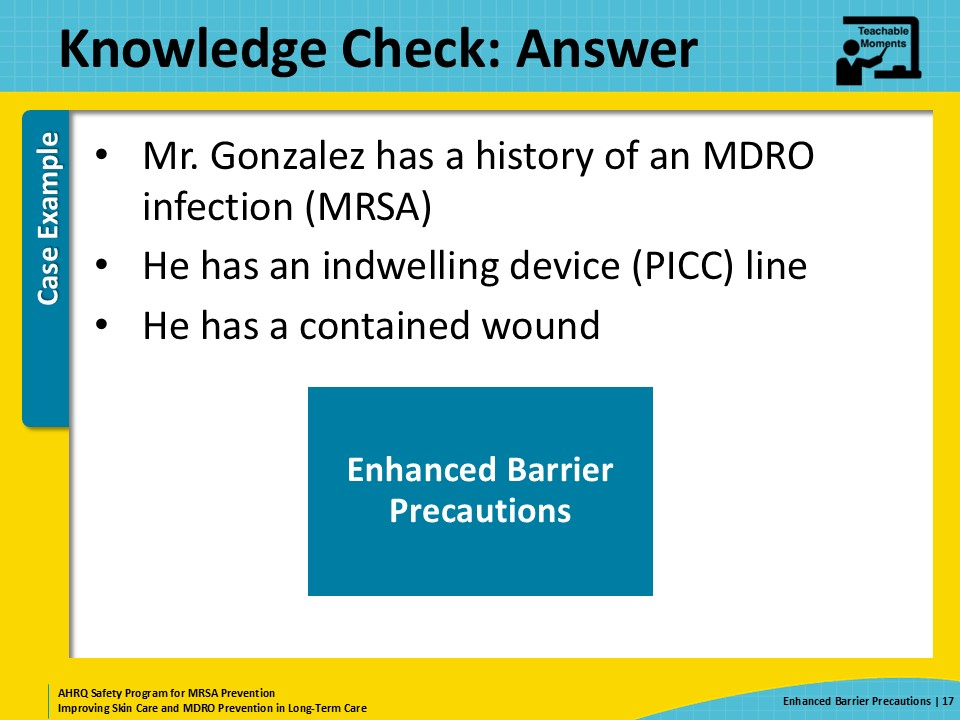 Knowledge Check: Answer
Teachable
Moments
Case Example
• Mr. Gonzalez has a history of an MDRO
infection (MRSA)
• He has an indwelling device (PICC) line
• He has a contained wound
Enhanced Barrier
Precautions
AHRQ Safety Program for MRSA Prevention
Improving Skin Care and MDRO Prevention in Long-Term Care
Enhanced Barrier Precautions | 17